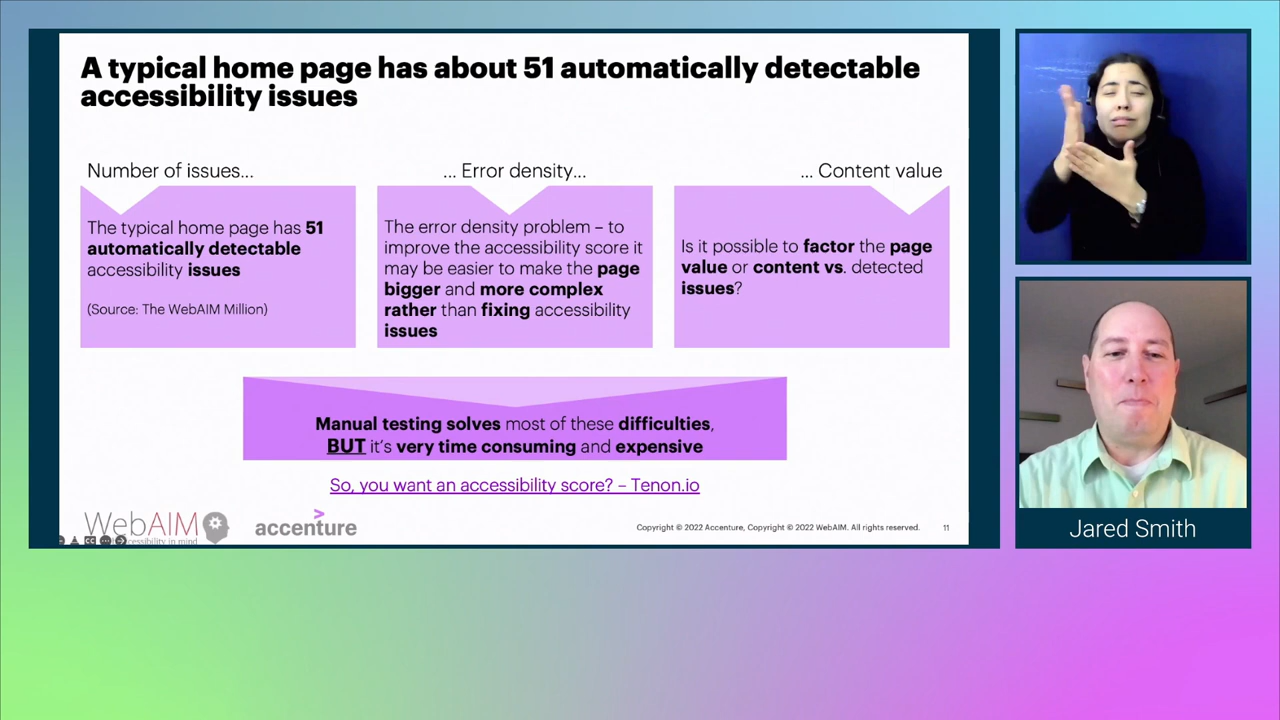 A typical home page has about 51 automatically detectable
accessibility issues
Number of issues...
The typical home page has 51
automatically detectable
accessibility issues
(Source: The WebAIM Million)
... Error density...
The error density problem – to
improve the accessibility score it
may be easier to make the page
bigger and more complex
rather than fixing accessibility
issues
... Content value
Is it possible to factor the page
value or content vs. detected
issues?
Manual testing solves most of these difficulties,
BUT it's very time consuming and expensive
So, you want an accessibility score? – Tenon.io
WebAIM
accenture
Copyright © 2022 Accenture, Copyright © 2022 WebAIM. All rights reserved.
11
Jared Smith